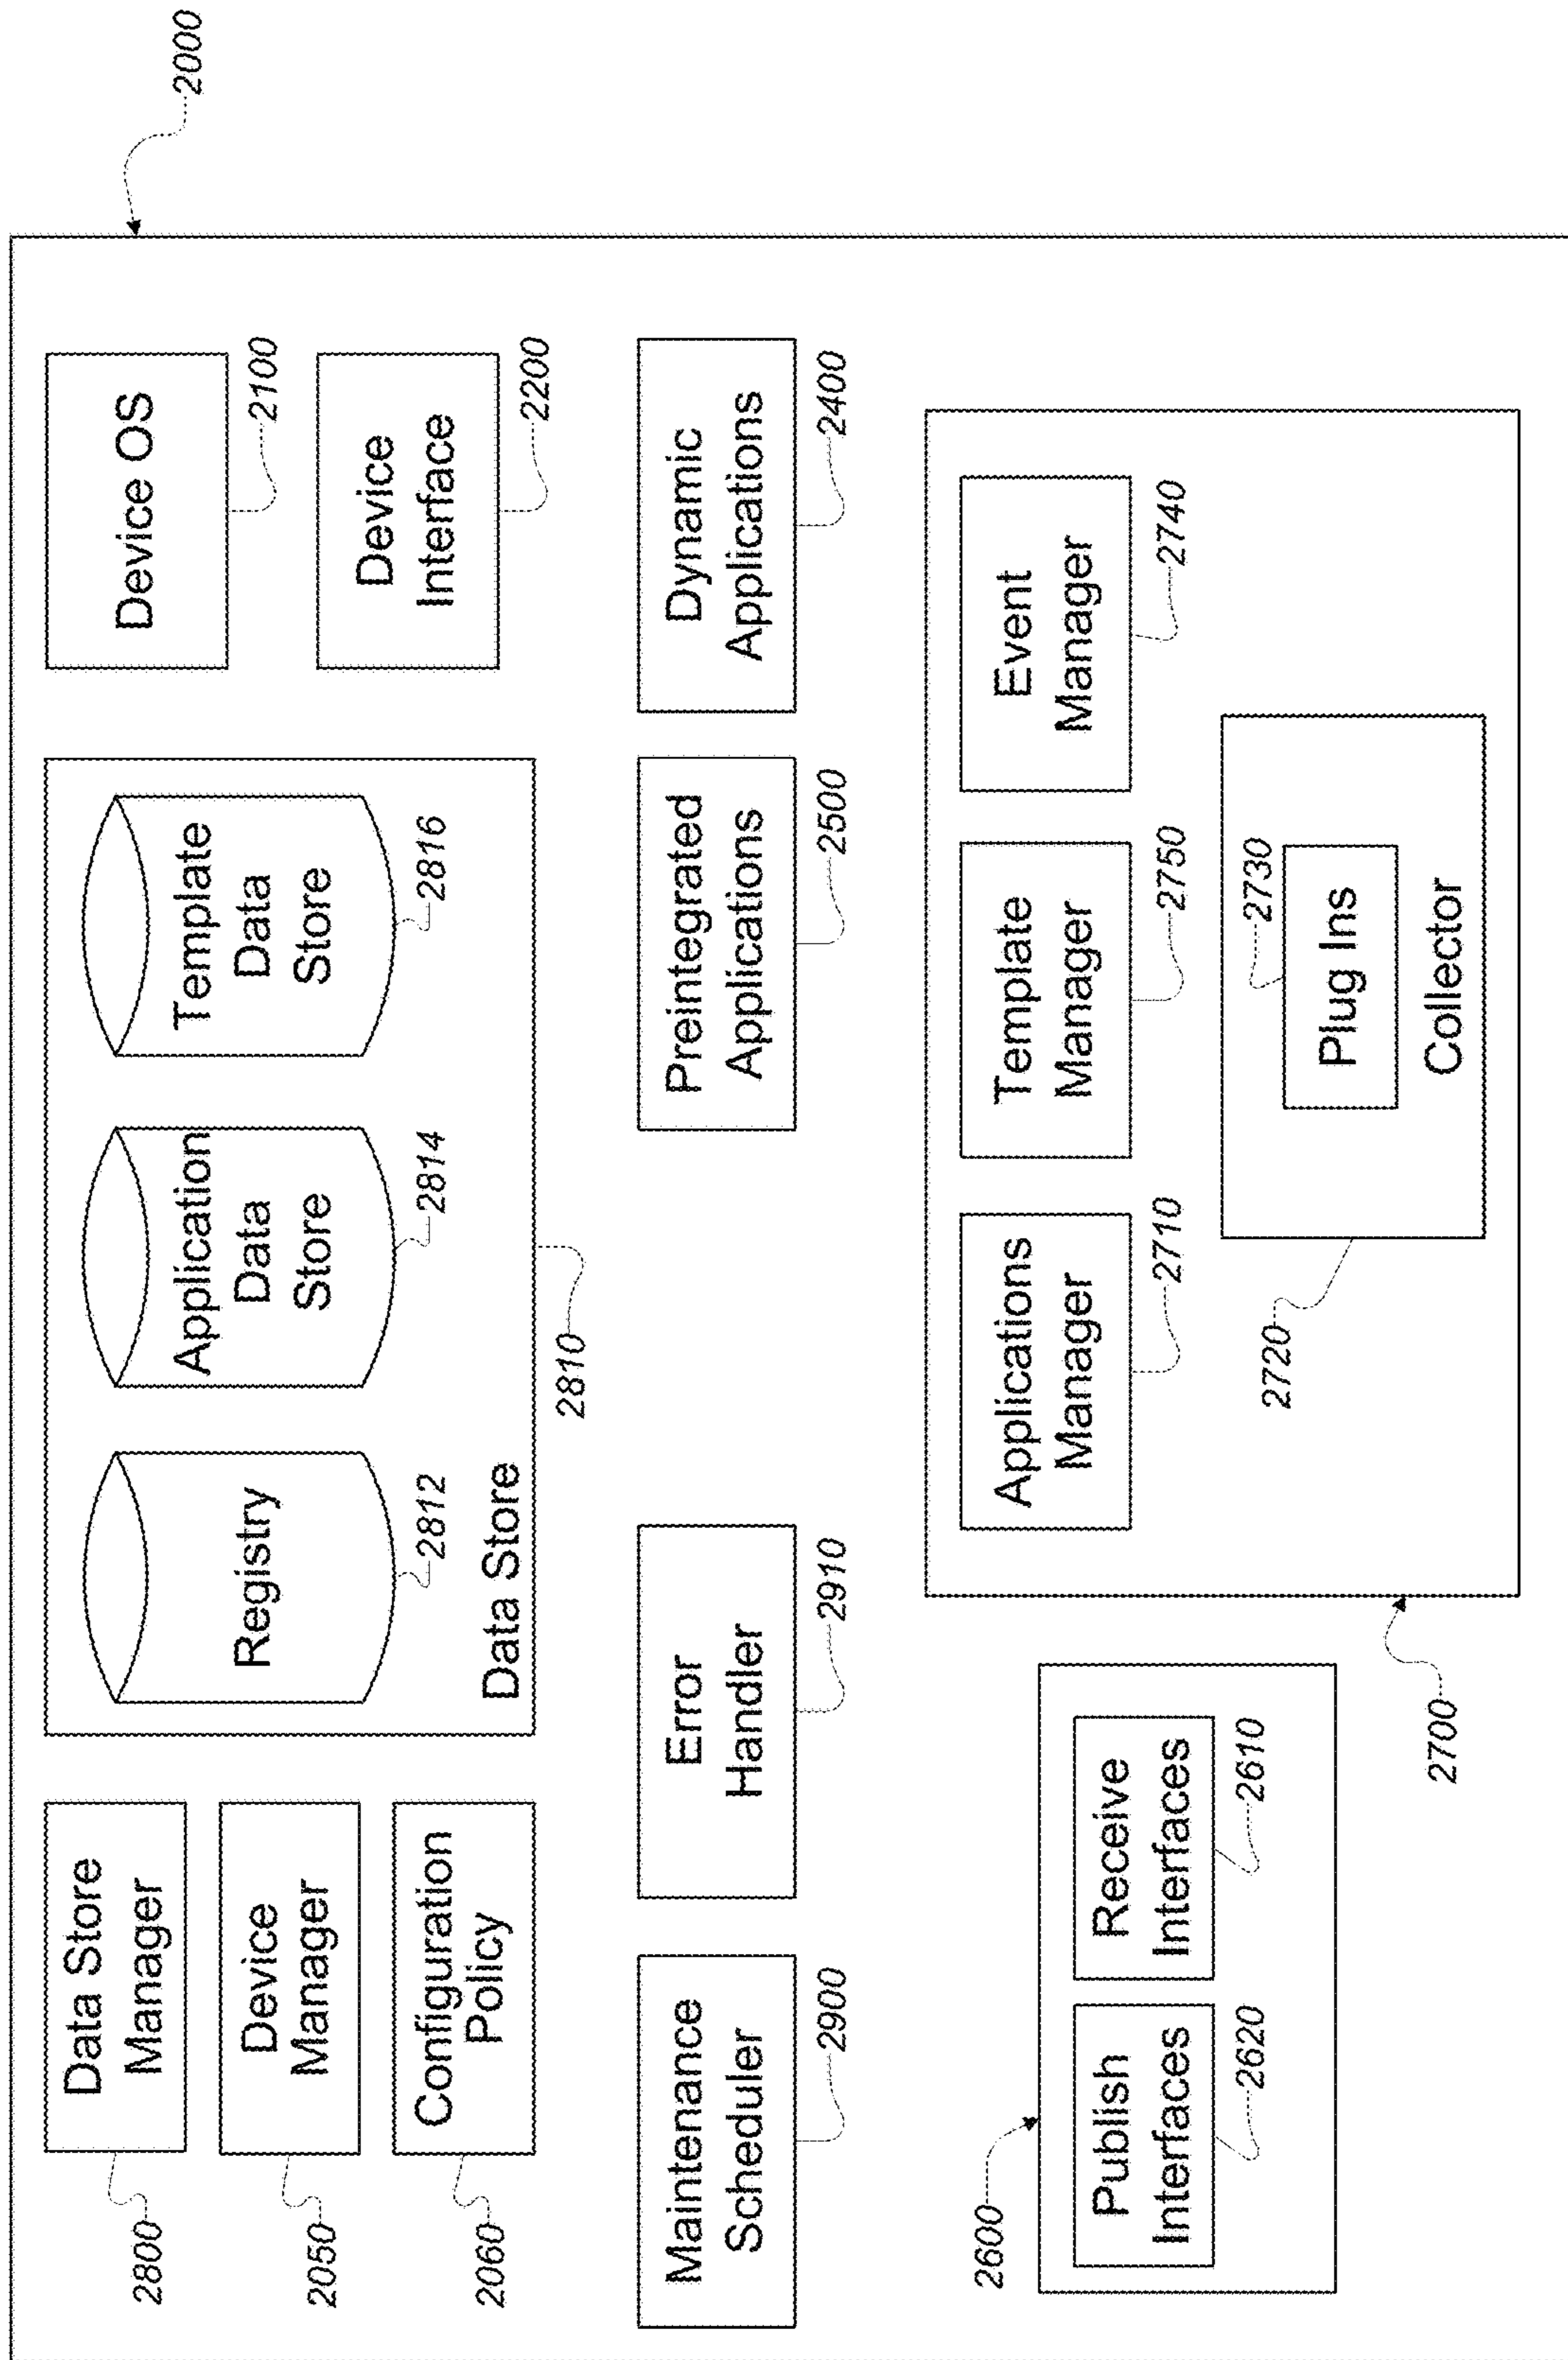 2000
Data Store
Manager
2800
Device
Manager
2050
Configuration
Policy
2060
Registry
2812
Application
Data
Store
2814
Template
Data
Store
2816
Data Store
2810
Device OS
2100
Device
Interface
2200
Maintenance
Scheduler
2900
Error
Handler
2910
Preintegrated
Applications
2500
Dynamic
Applications
2400
2600
Publish
Interfaces
2620
Receive
Interfaces
2610
2700
Applications
Manager
2710
Template
Manager
2750
Event
Manager
2740
2720
2730
Plug Ins
Collector